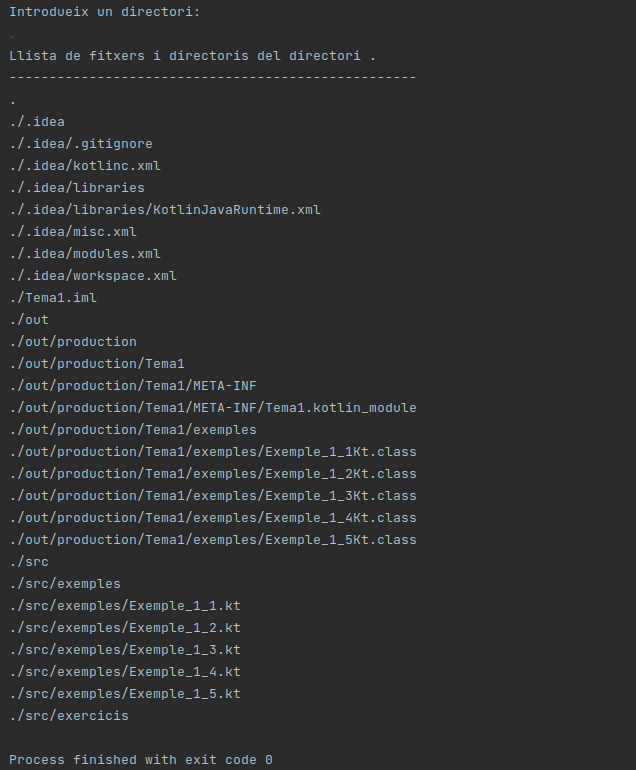 Introdueix un directori:
.
Llista de fitxers i directoris del directori .
---------------------------------------------------
.
./.idea
./.idea/.gitignore
./.idea/kotlinc.xml
./.idea/libraries
./.idea/libraries/KotlinJavaRuntime.xml
./.idea/misc.xml
./.idea/modules.xml
./.idea/workspace.xml
./Tema1.iml
./out
./out/production
./out/production/Tema1
./out/production/Tema1/META-INF
./out/production/Tema1/META-INF/Tema1.kotlin_module
./out/production/Tema1/exemples
./out/production/Tema1/exemples/Exemple_1_1Kt.class
./out/production/Tema1/exemples/Exemple_1_2Kt.class
./out/production/Tema1/exemples/Exemple_1_3Kt.class
./out/production/Tema1/exemples/Exemple_1_4Kt.class
./out/production/Tema1/exemples/Exemple_1_5Kt.class
./src
./src/exemples
./src/exemples/Exemple_1_1.kt
./src/exemples/Exemple_1_2.kt
./src/exemples/Exemple_1_3.kt
./src/exemples/Exemple_1_4.kt
./src/exemples/Exemple_1_5.kt
./src/exercicis
Process finished with exit code 0